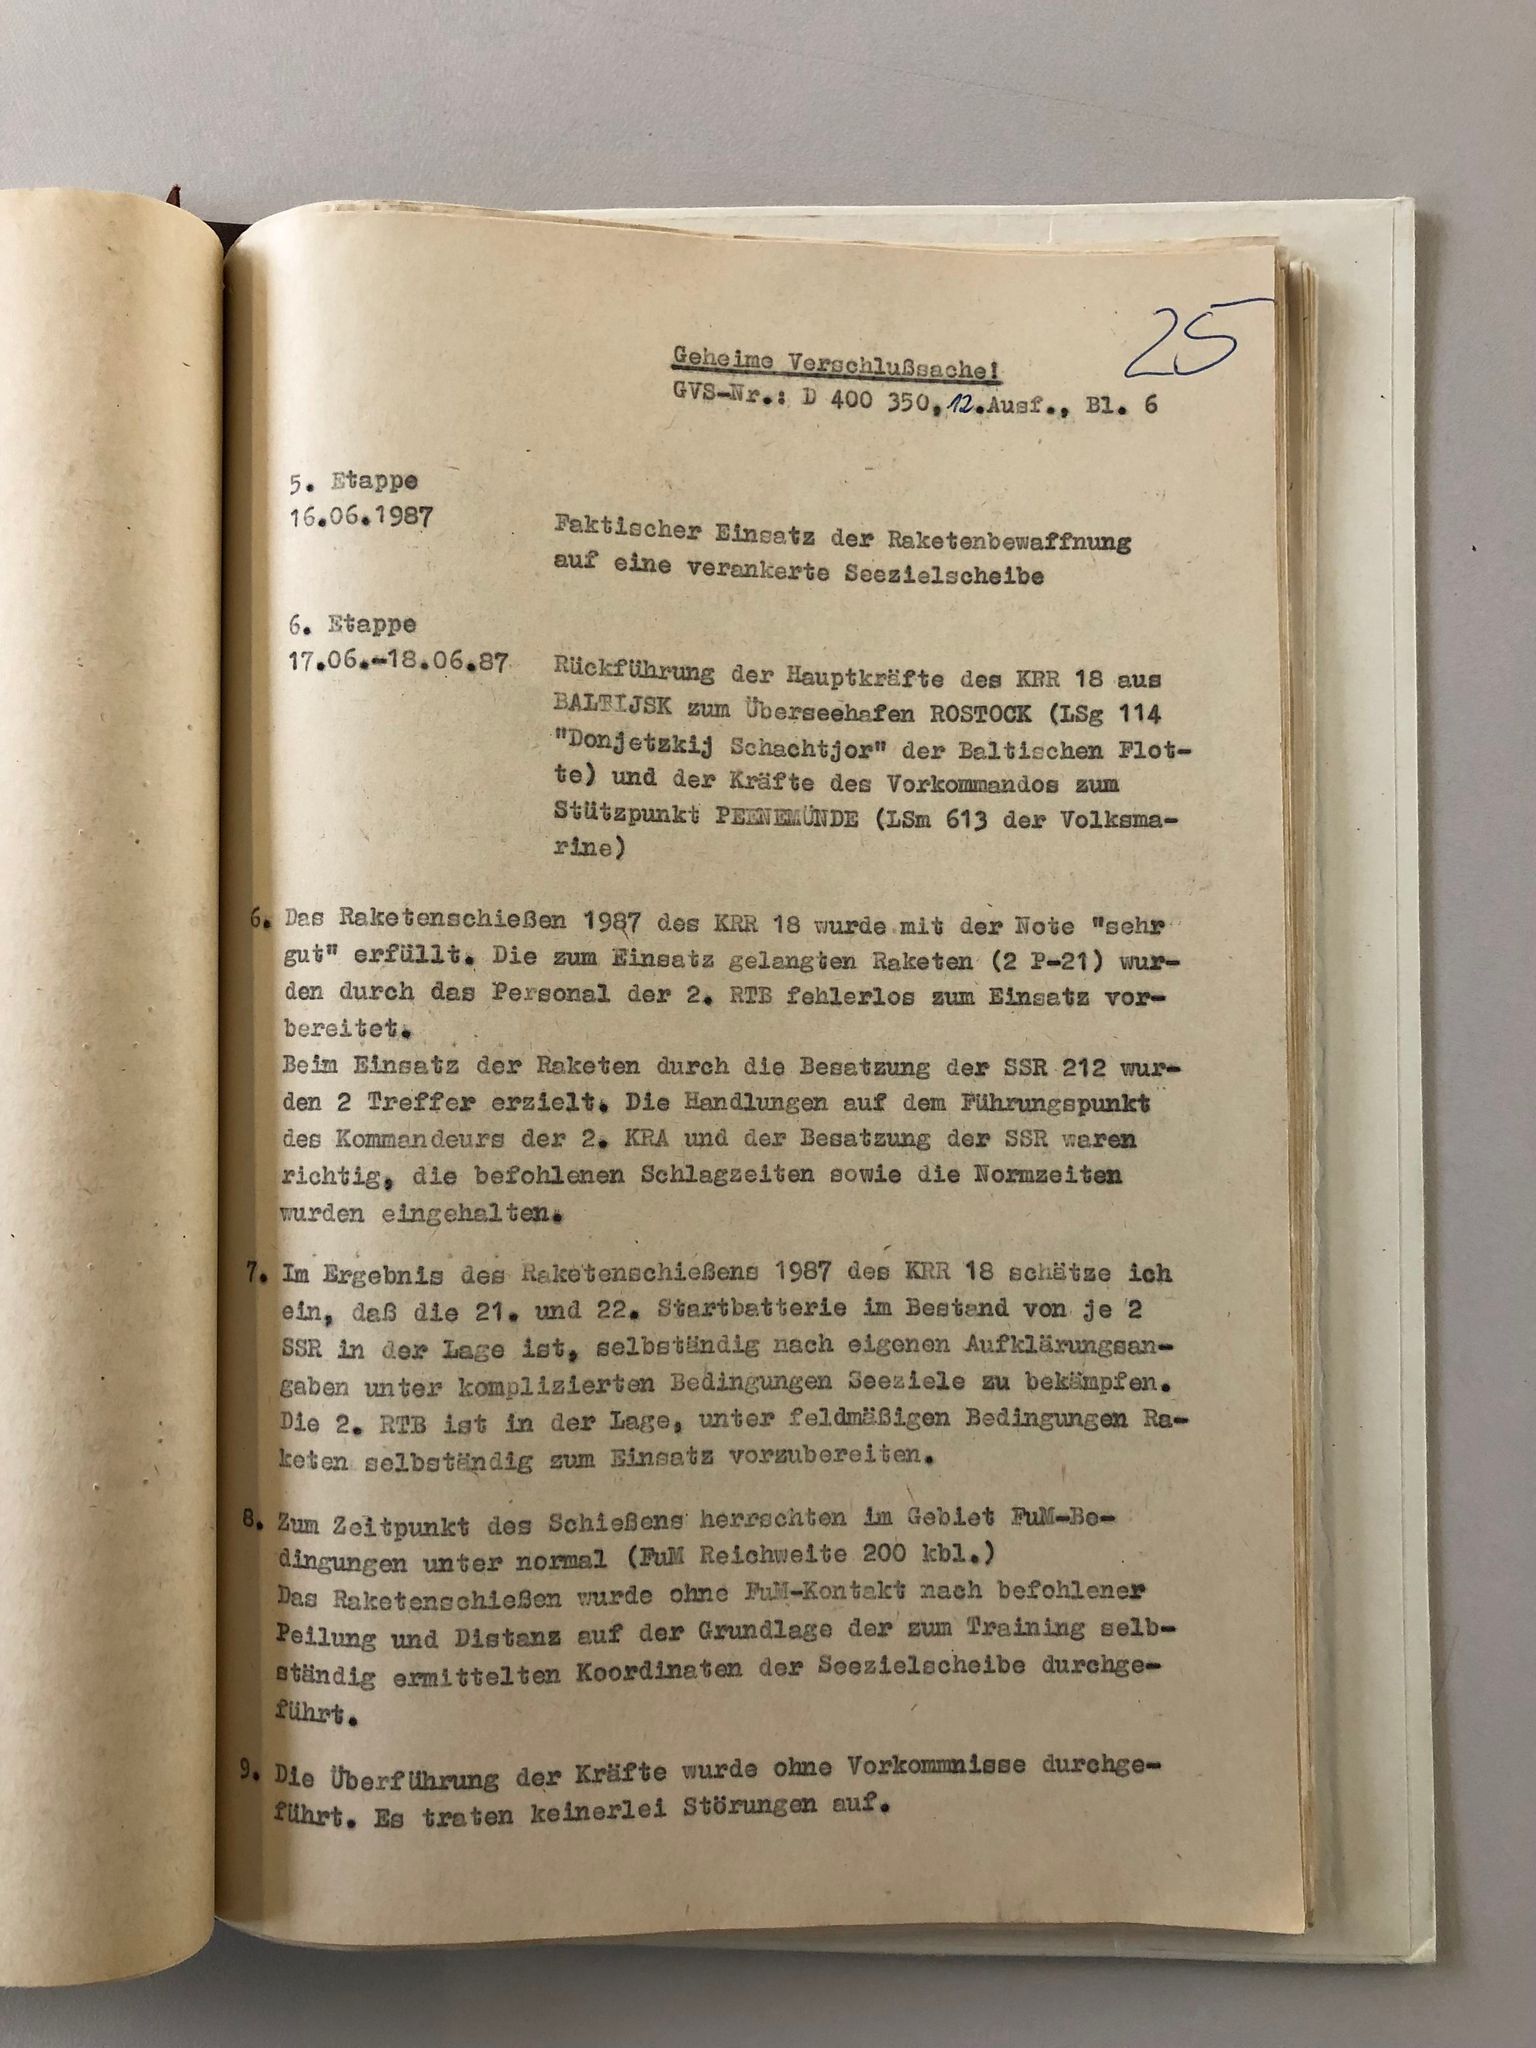 25
Geheime Verschlußsache!
GVS-Nr.: D 400 350, 12.Ausf., Bl. 6
5. Etappe
16.06.1987
Faktischer Einsatz der Raketenbewaffnung
auf eine verankerte Seezielscheibe
6. Etappe
17.06.-18.06.87
Rückführung der Hauptkräfte des KRR 18 aus
BALTIJSK zum Überseehafen ROSTOCK (LSg 114
"Donjetzkij Schachtjor" der Baltischen Flot-
te) und der Kräfte des Vorkommandos zum
Stützpunkt PEENEMÜNDE (LSm 613 der Volksma-
rine)
6. Das Raketenschießen 1987 des KRR 18 wurde mit der Note "sehr
gut" erfüllt. Die zum Einsatz gelangten Raketen (2 P-21) wur-
den durch das Personal der 2. RTB fehlerlos zum Einsatz vor-
bereitet.
Beim Einsatz der Raketen durch die Besatzung der SSR 212 wur-
den 2 Treffer erzielt. Die Handlungen auf dem Führungspunkt
des Kommandeurs der 2. KRA und der Besatzung der SSR waren
richtig, die befohlenen Schlagzeiten sowie die Normzeiten
wurden eingehalten.
7. Im Ergebnis des Raketenschießens 1987 des KRR 18 schätze ich
ein, daß die 21. und 22. Startbatterie im Bestand von je 2
SSR in der Lage ist, selbständig nach eigenen Aufklärungsan-
gaben unter komplizierten Bedingungen Seeziele zu bekämpfen.
Die 2. RTB ist in der Lage, unter feldmäßigen Bedingungen Ra-
keten selbständig zum Einsatz vorzubereiten.
8. Zum Zeitpunkt des Schießens herrschten im Gebiet FuM-Be-
dingungen unter normal (FuM Reichweite 200 kbl.)
Das Raketenschießen wurde ohne FuM-Kontakt nach befohlener
Peilung und Distanz auf der Grundlage der zum Training selb-
ständig ermittelten Koordinaten der Seezielscheibe durchge-
führt.
9. Die Überführung der Kräfte wurde ohne Vorkommnisse durchge-
führt. Es traten keinerlei Störungen auf.